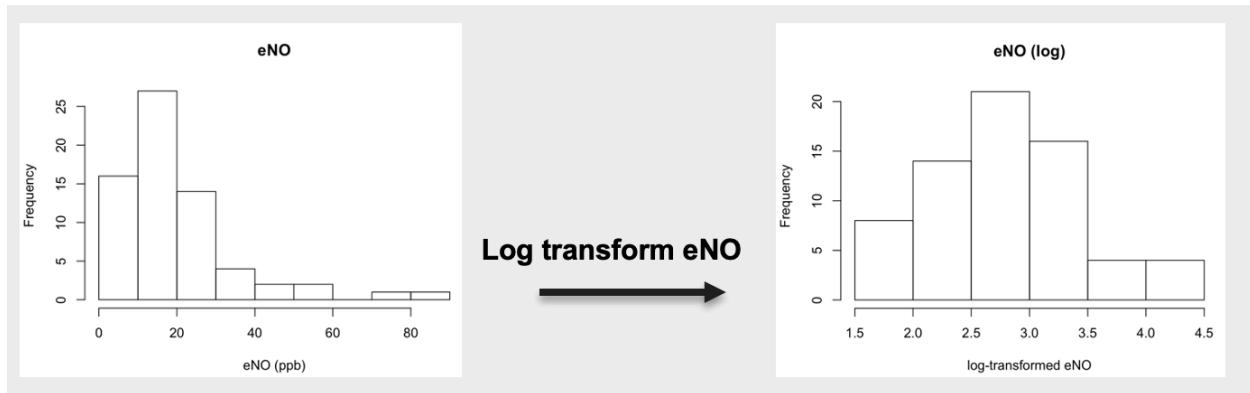 eNO
Frequency
0
5
10
15
20
25
0 20 40 60 80
eNO (ppb)
Log transform eNO
eNO (log)
Frequency
0
5
10
15
20
1.5 2.0 2.5 3.0 3.5 4.0 4.5
log-transformed eNO